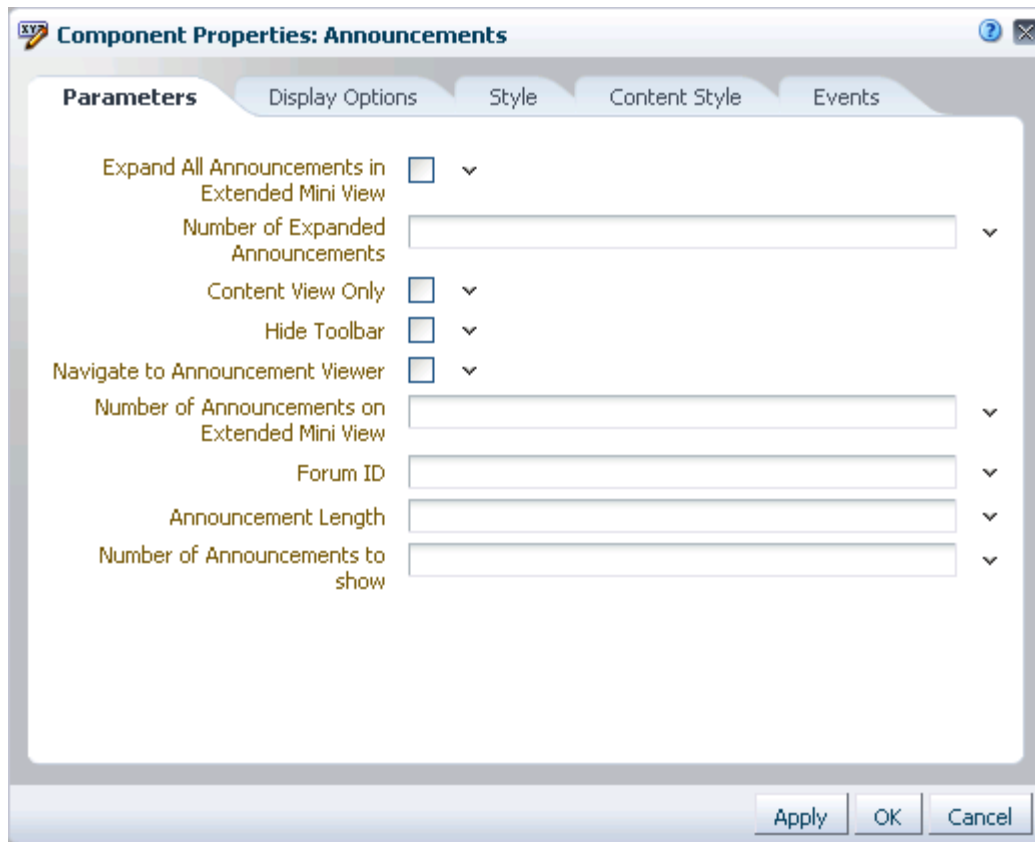 Component Properties: Announcements
Parameters
Display Options
Style
Content Style
Events
Expand All Announcements in
Extended Mini View
Number of Expanded
Announcements
Content View Only
Hide Toolbar
Navigate to Announcement Viewer
Number of Announcements on
Extended Mini View
Forum ID
Announcement Length
Number of Announcements to
show
Apply
OK
Cancel